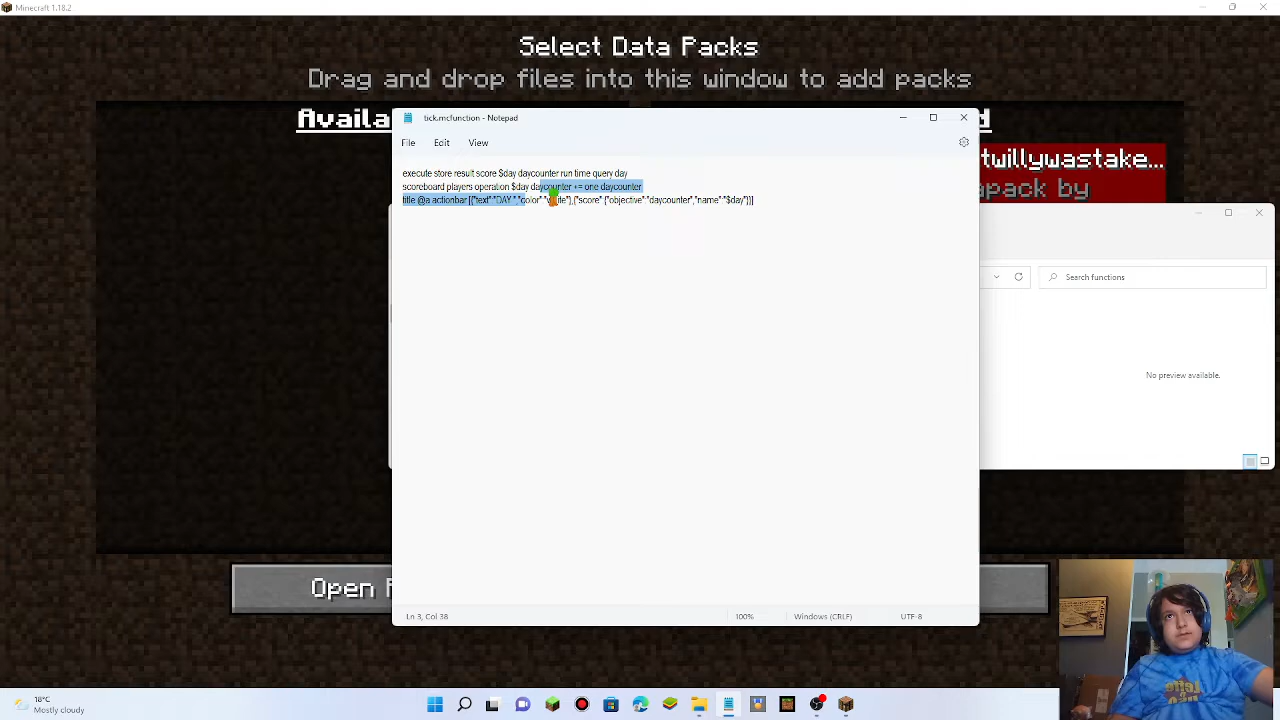 Minecraft 1.18.2
Select Data Packs
Drag and drop files into this window to add packs
Availa
d
tick.mcfunction - Notepad
File Edit View
execute store result score $day daycounter run time query day
scoreboard players operation $day daycounter += one daycounter
title @a actionbar [{"text":"DAY ","color"
{"score" {"objective":"daycounter","name":"$day"}}]
twillywastake...
apack by
Search functions
No preview available.
Open F
Ln 3, Col 38
100%
Windows (CRLF)
UTF-8
18°C
Mostly cloudy